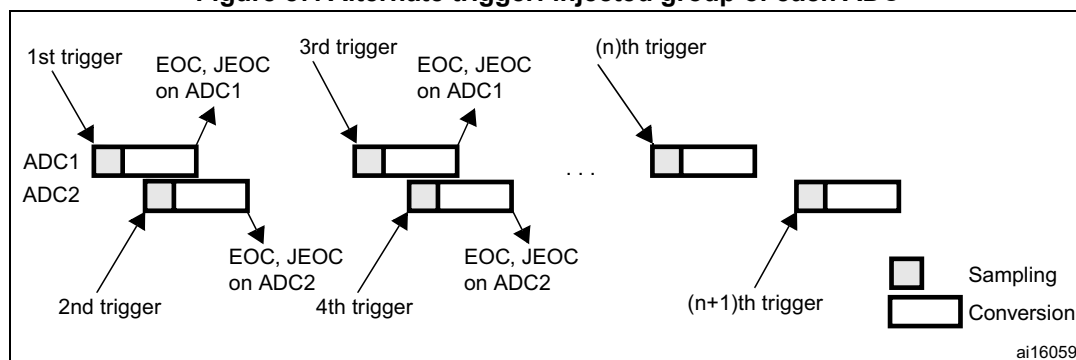 Figure 57. Alternate trigger: injected group of each ADC
1st trigger
EOC, JEOC
on ADC1
3rd trigger
EOC, JEOC
on ADC1
(n)th trigger
ADC1
ADC2
. . .
EOC, JEOC
on ADC2
EOC, JEOC
on ADC2
2nd trigger
4th trigger
(n+1)th trigger
Sampling
Conversion
ai16059